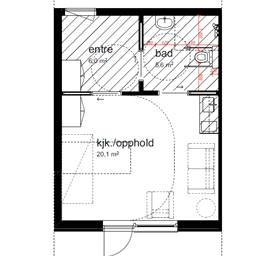 entre
6,0 m²
bad
5,6 m²
kjk./opphold
20,1 m²